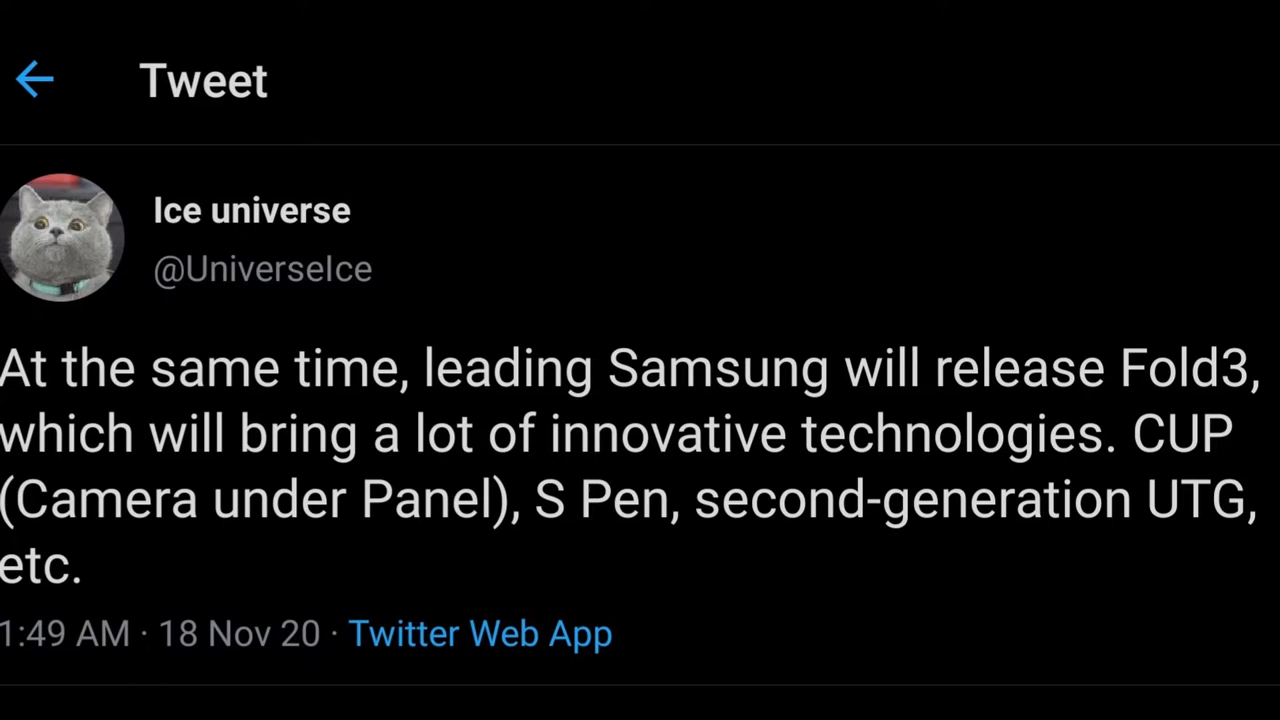 Tweet
Ice universe
@UniverseIce
At the same time, leading Samsung will release Fold3,
which will bring a lot of innovative technologies. CUP
(Camera under Panel), S Pen, second-generation UTG,
etc.
1:49 AM · 18 Nov 20 · Twitter Web App